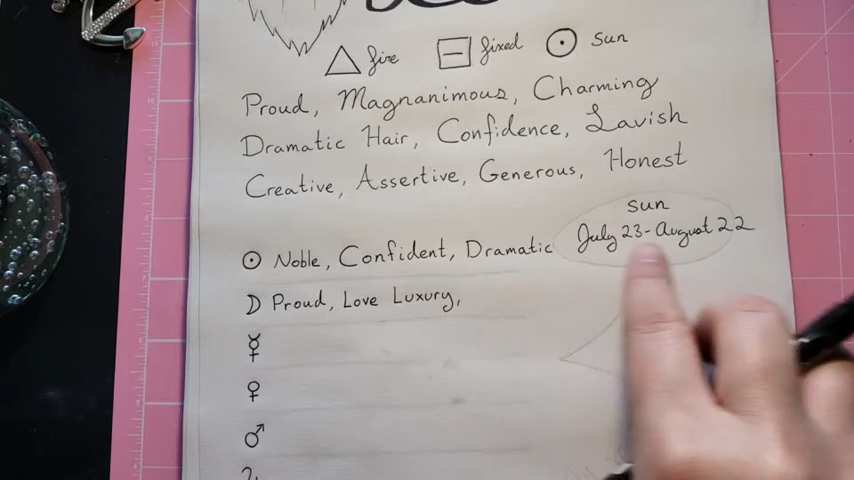 fire fixed Sun
Proud, Magnanimous, Charming
Dramatic Hair, Confidence, Lavish
Creative, Assertive, Generous, Honest
sun
July 23-August 22
☉ Noble, Confident, Dramatic
☽ Proud, Love Luxury,
☿
♀
♂